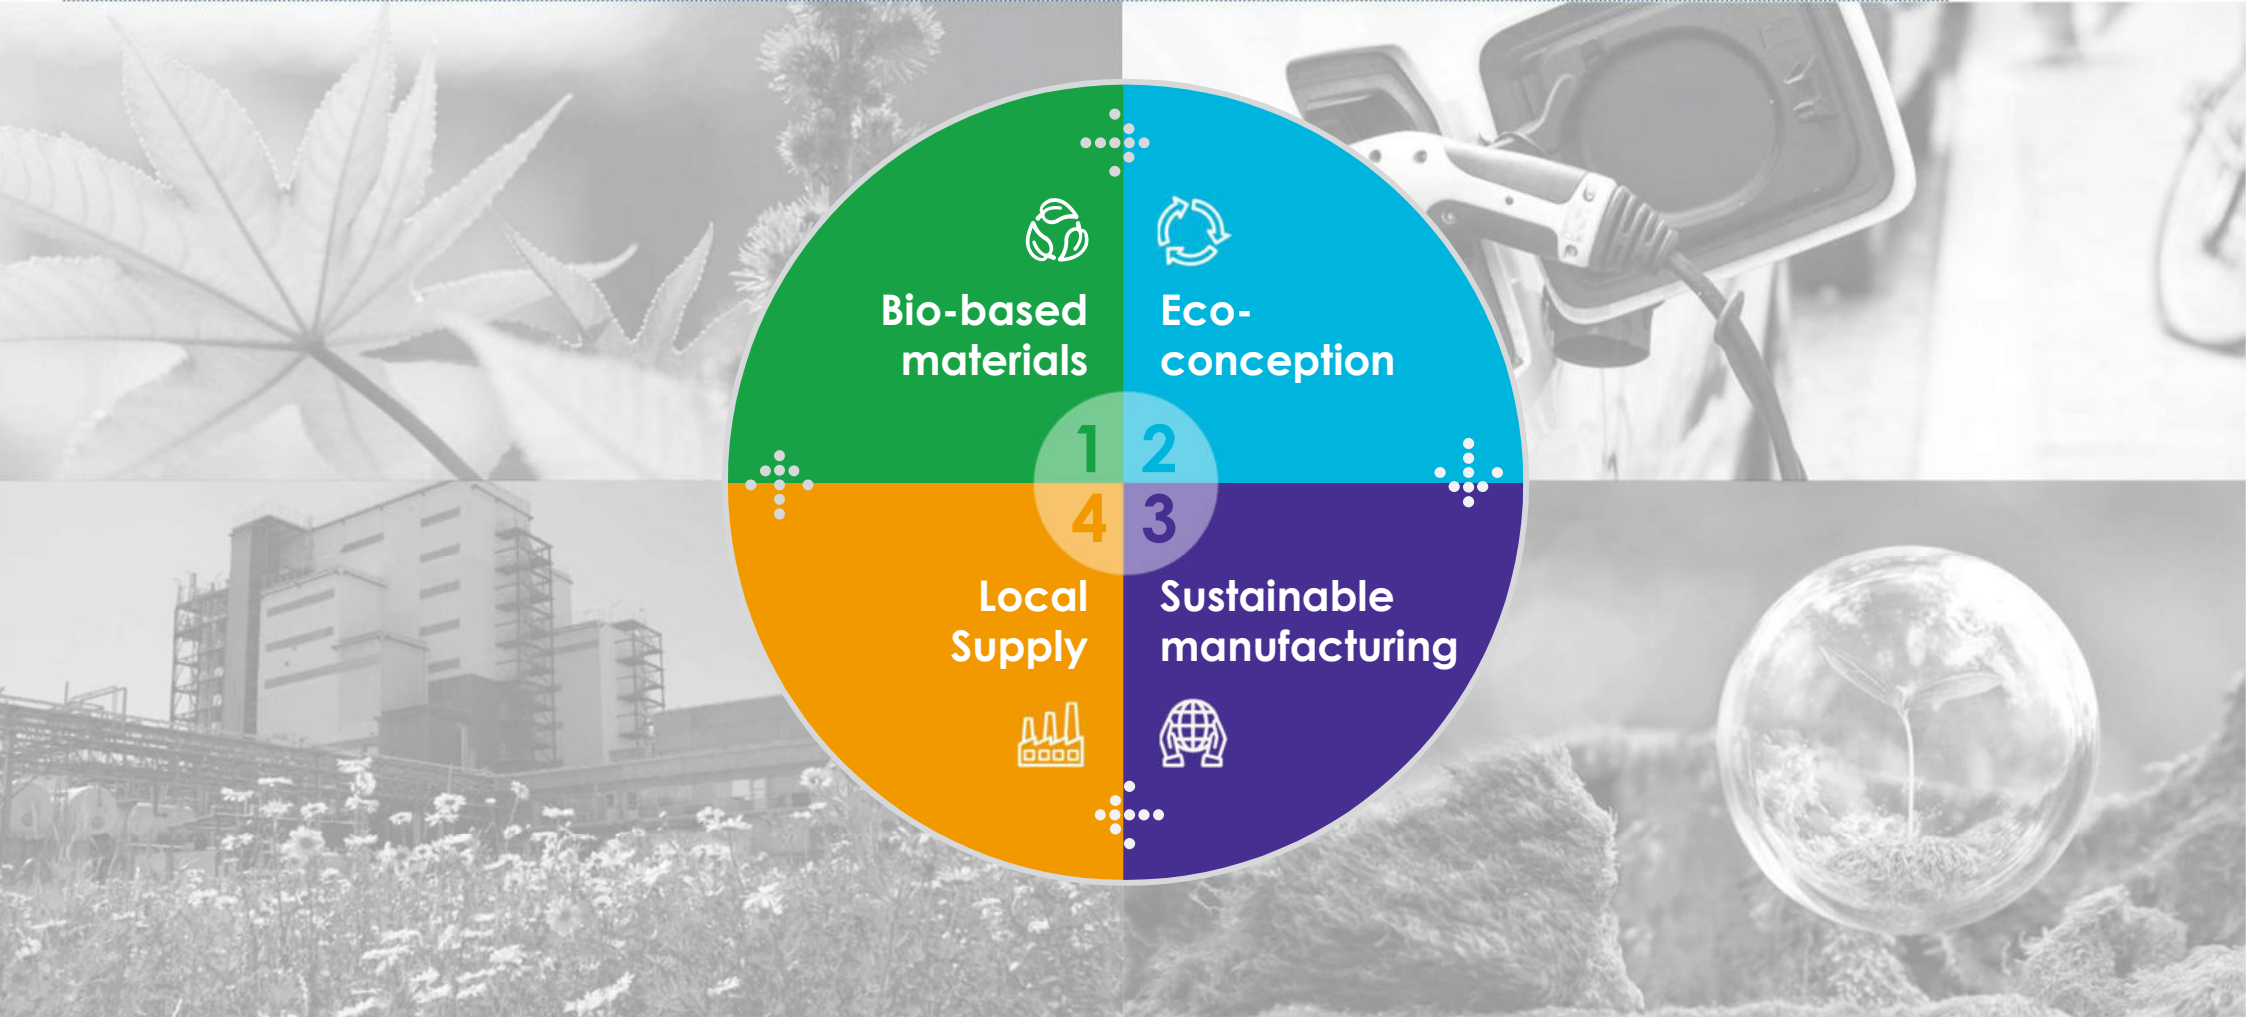 Bio-based
materials
Eco-
conception
1 2
4 3
Local
Supply
Sustainable
manufacturing